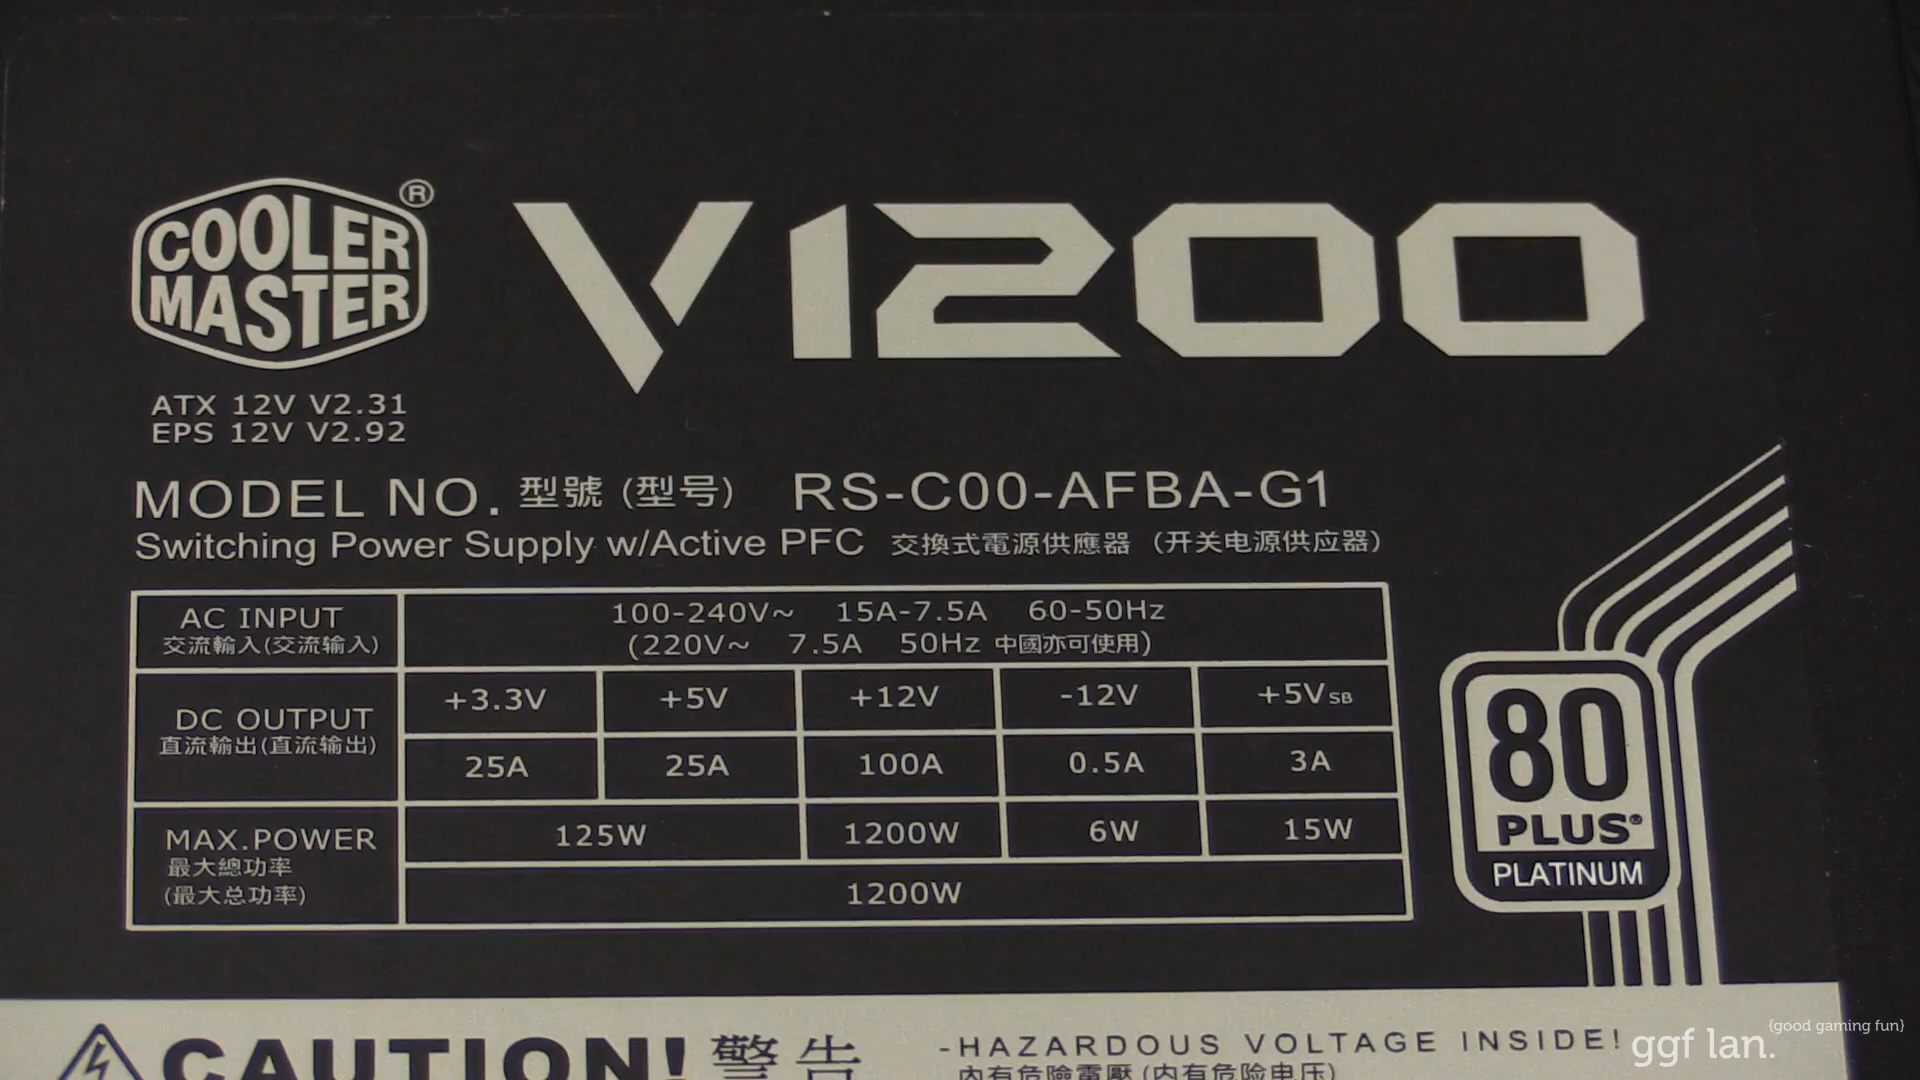 COOLER MASTER ®
V1200
ATX 12V V2.31
EPS 12V V2.92
MODEL NO. 型號 (型号) RS-C00-AFBA-G1
Switching Power Supply w/Active PFC 交換式電源供應器 (开关电源供应器)
AC INPUT
交流輸入(交流输入)
100-240V~ 15A-7.5A 60-50Hz
(220V~ 7.5A 50Hz 中國亦可使用)
DC OUTPUT
直流輸出(直流输出)
+3.3V +5V +12V -12V +5VSB
25A 25A 100A 0.5A 3A
MAX.POWER
最大總功率
(最大总功率)
125W 1200W 6W 15W
1200W
80
PLUS®
PLATINUM
CAUTION! 警告
-HAZARDOUS VOLTAGE INSIDE!
內有危險電壓 (内有危险电压)
{good gaming fun}
ggf lan.